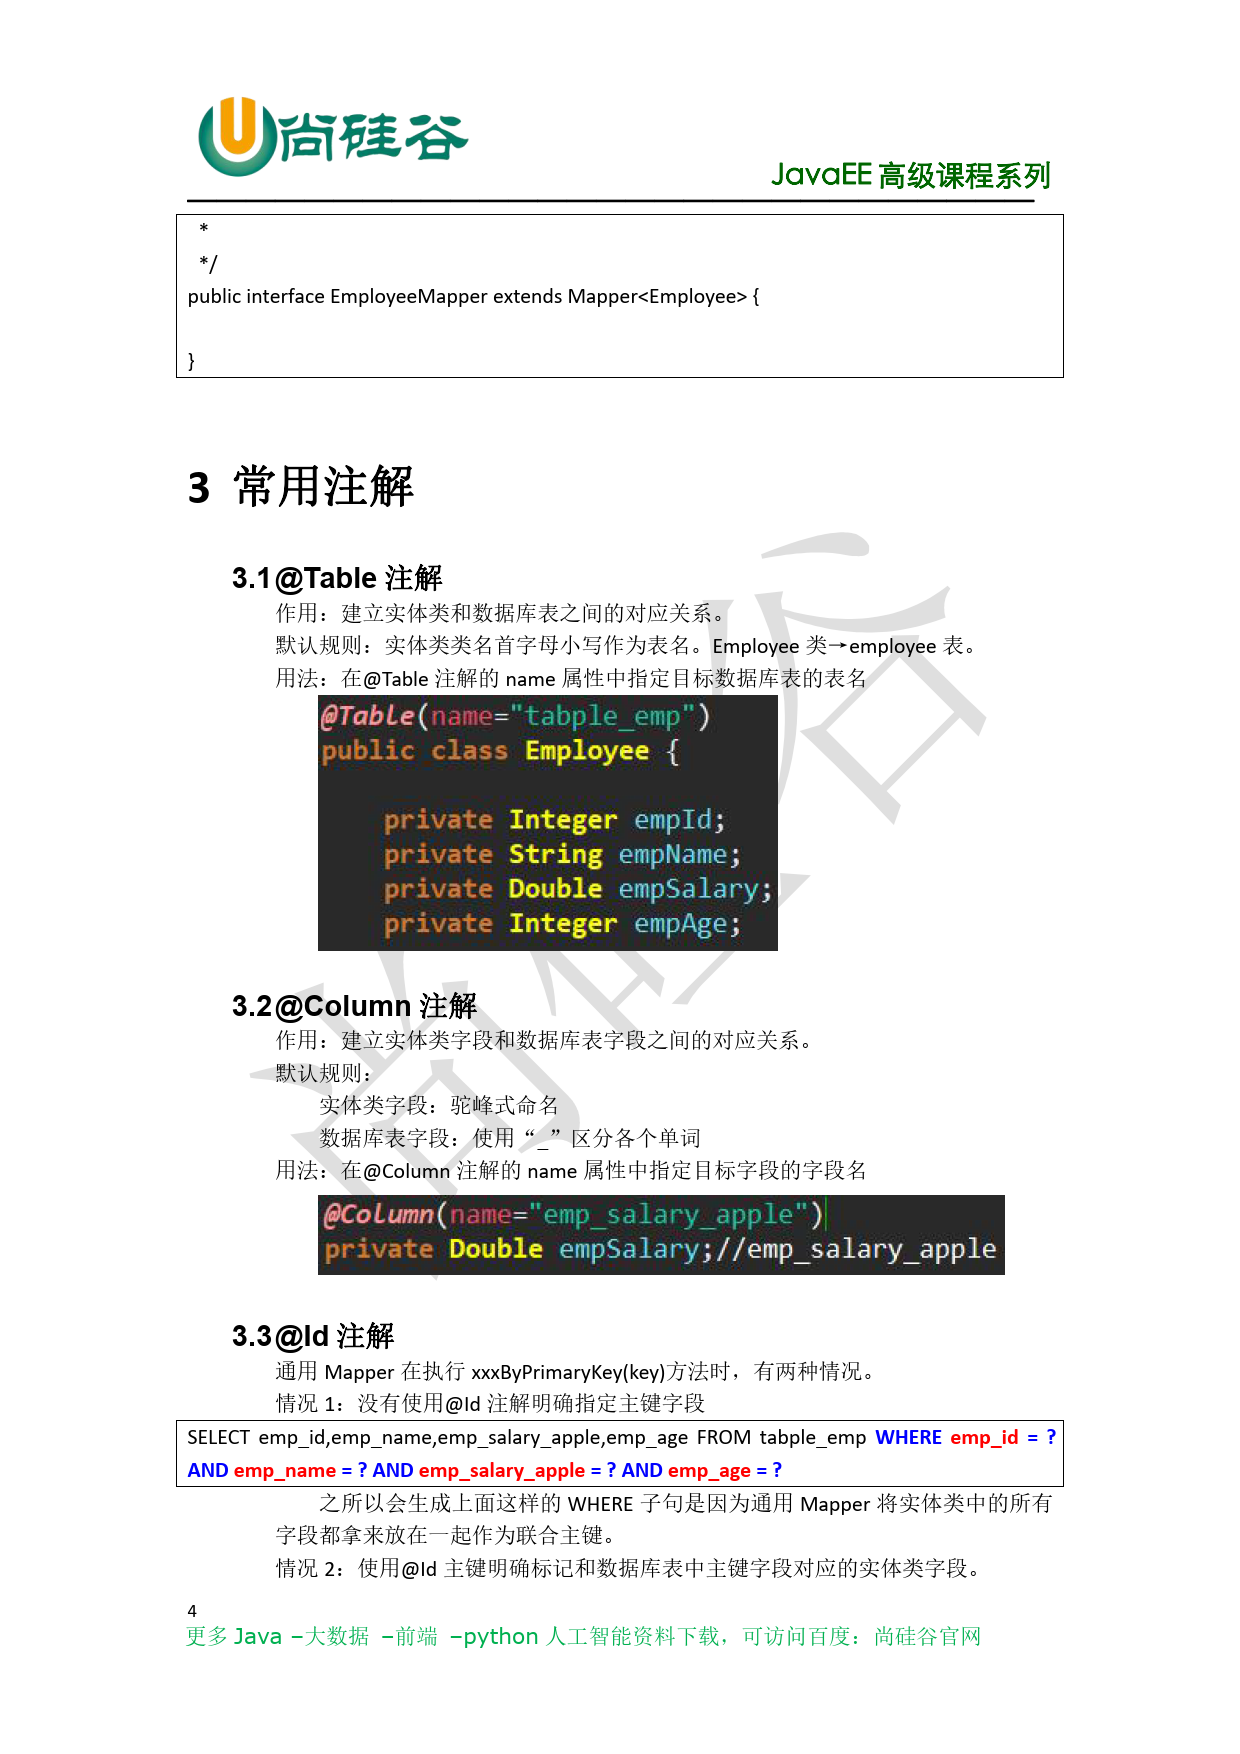 尚硅谷
JavaEE 高级课程系列
*
*/
public interface EmployeeMapper extends Mapper<Employee> {
}
3 常用注解
3.1@Table 注解
作用：建立实体类和数据库表之间的对应关系。
默认规则：实体类类名首字母小写作为表名。Employee 类→employee 表。
用法：在@Table 注解的 name 属性中指定目标数据库表的表名
@Table(name="tabple_emp")
public class Employee {
private Integer empId;
private String empName;
private Double empSalary;
private Integer empAge;
3.2@Column 注解
作用：建立实体类字段和数据库表字段之间的对应关系。
默认规则：
实体类字段：驼峰式命名
数据库表字段：使用“_”区分各个单词
用法：在@Column 注解的 name 属性中指定目标字段的字段名
@Column(name="emp_salary_apple")
private Double empSalary;//emp_salary_apple
3.3@Id 注解
通用 Mapper 在执行 xxxByPrimaryKey(key)方法时，有两种情况。
情况 1：没有使用@Id 注解明确指定主键字段
SELECT emp_id,emp_name,emp_salary_apple,emp_age FROM tabple_emp WHERE emp_id = ?
AND emp_name = ? AND emp_salary_apple = ? AND emp_age = ?
之所以会生成上面这样的 WHERE 子句是因为通用 Mapper 将实体类中的所有
字段都拿来放在一起作为联合主键。
情况 2：使用@Id 主键明确标记和数据库表中主键字段对应的实体类字段。
4
更多 Java –大数据 –前端 –python 人工智能资料下载，可访问百度：尚硅谷官网